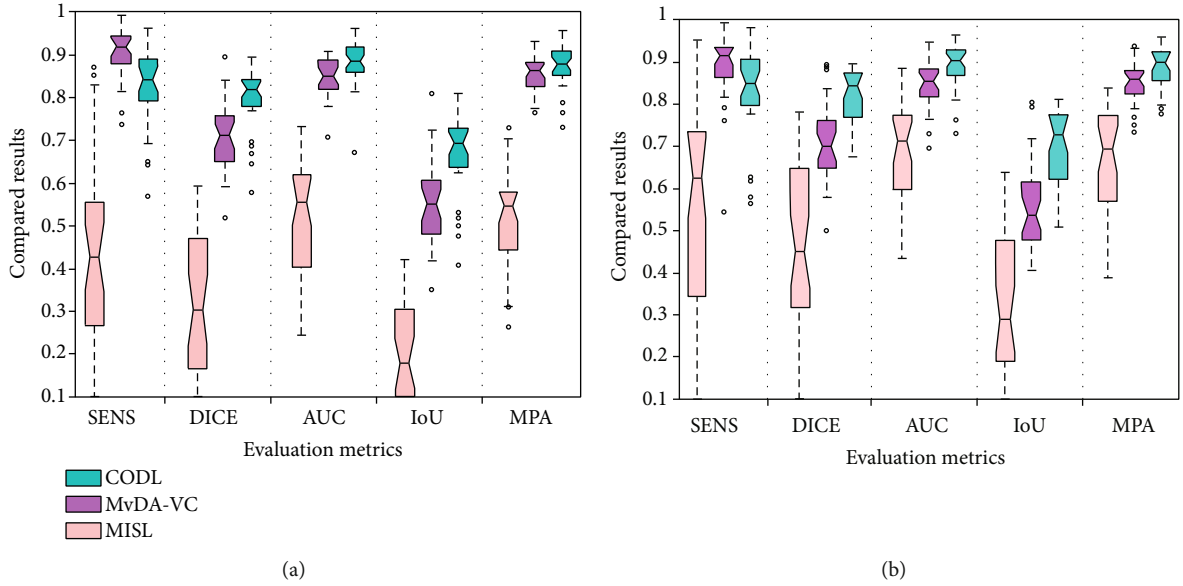 1
0.9
0.8
0.7
0.6
0.5
0.4
0.3
0.2
0.1
Compared results
SENS DICE AUC IoU MPA
Evaluation metrics
CODL
MvDA-VC
MISL
(a)
1
0.9
0.8
0.7
0.6
0.5
0.4
0.3
0.2
0.1
Compared results
SENS DICE AUC IoU MPA
Evaluation metrics
(b)